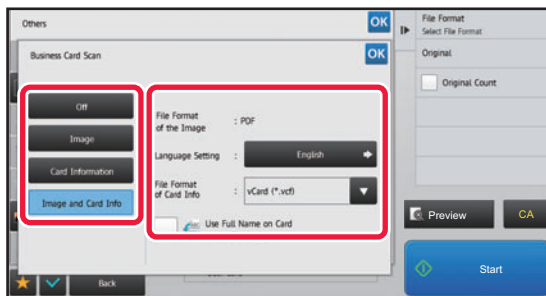 Others
OK
File Format
Select File Format
Business Card Scan
OK
Original
Original Count
Off
Image
Card Information
Image and Card Info
File Format
of the Image
: PDF
Language Setting
:
English
File Format
of Card Info
:
vCard (*.vcf)
Use Full Name on Card
Preview
CA
Start
Back